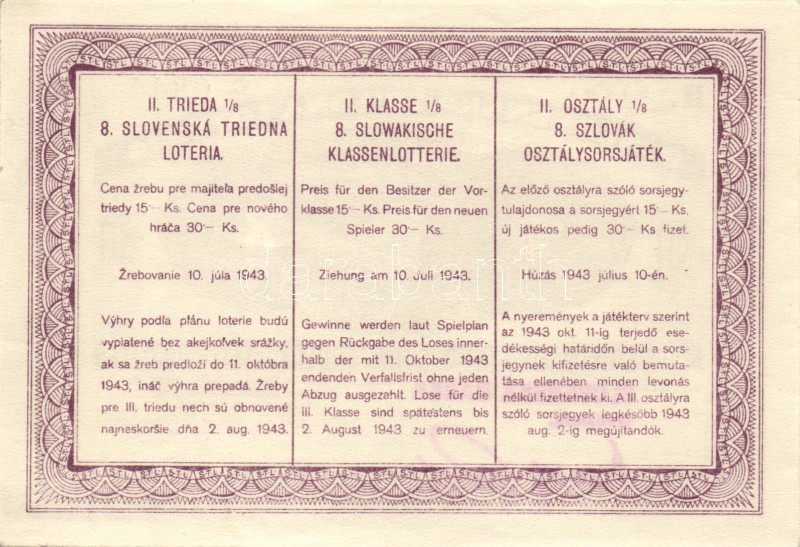 II. TRIEDA 1/8
8. SLOVENSKÁ TRIEDNA
LOTERIA.
Cena žrebu pre majiteľa predošlej
triedy 15·– Ks. Cena pre nového
hráča 30·– Ks.
Žrebovanie 10. júla 1943.
Výhry podľa plánu loterie budú
vyplatené bez akejkoľvek srážky,
ak sa žreb predloží do 11. októbra
1943, ináč výhra prepadá. Žreby
pre III. triedu nech sú obnovené
najneskoršie dňa 2. aug. 1943.
II. KLASSE 1/8
8. SLOWAKISCHE
KLASSENLOTTERIE.
Preis für den Besitzer der Vor-
klasse 15·– Ks. Preis für den neuen
Spieler 30·– Ks.
Ziehung am 10. Juli 1943.
Gewinne werden laut Spielplan
gegen Rückgabe des Loses inner-
halb der mit 11. Oktober 1943
endenden Verfallsfrist ohne jeden
Abzug ausgezahlt. Lose für die
III. Klasse sind spätestens bis
2. August 1943 zu erneuern.
II. OSZTÁLY 1/8
8. SZLOVÁK
OSZTÁLYSORSJÁTÉK.
Az előző osztályra szóló sorsjegy-
tulajdonosa a sorsjegyért 15·– Ks,
új játékos pedig 30·– Ks fizet.
Húzás 1943 július 10-én.
A nyeremények a játékterv szerint
az 1943 okt. 11-ig terjedő ese-
dékességi határidőn belül a sors-
jegynek kifizetésre való bemuta-
tása ellenében minden levonás
nélkül fizettetnek ki. A III. osztályra
szóló sorsjegyek legkésőbb 1943
aug. 2-ig megújítandók.
darabanth